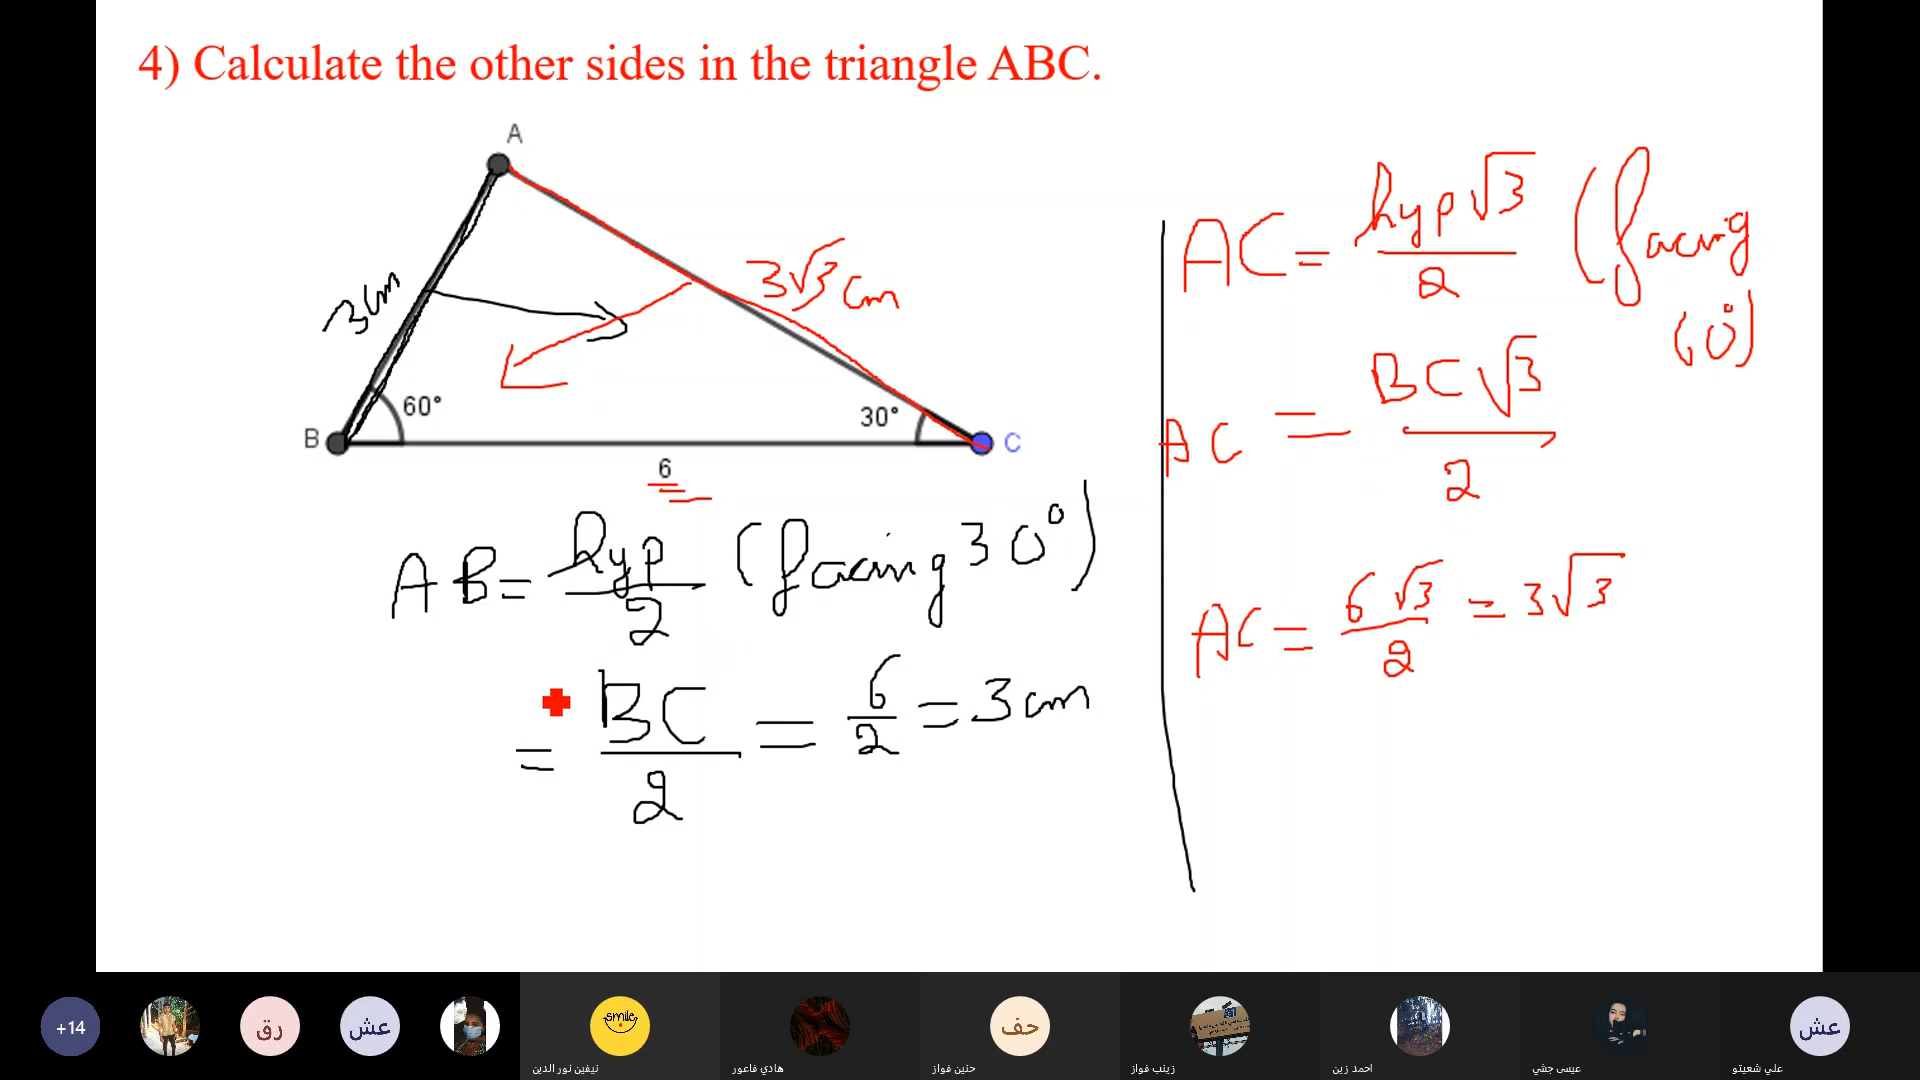 4) Calculate the other sides in the triangle ABC.
A
3cm
3√3 cm
60°
30°
B
C
6
AB = hyp/2 (facing 30°)
= BC/2 = 6/2 = 3 cm
AC = hyp√3/2 (facing 60°)
AC = BC√3/2
AC = 6√3/2 = 3√3
+14
رق
عش
smile
حف
عش
نيفين نور الدين
هادي فاعور
حنين فواز
زينب فواز
احمد زين
عيسى جشي
علي شعيتو